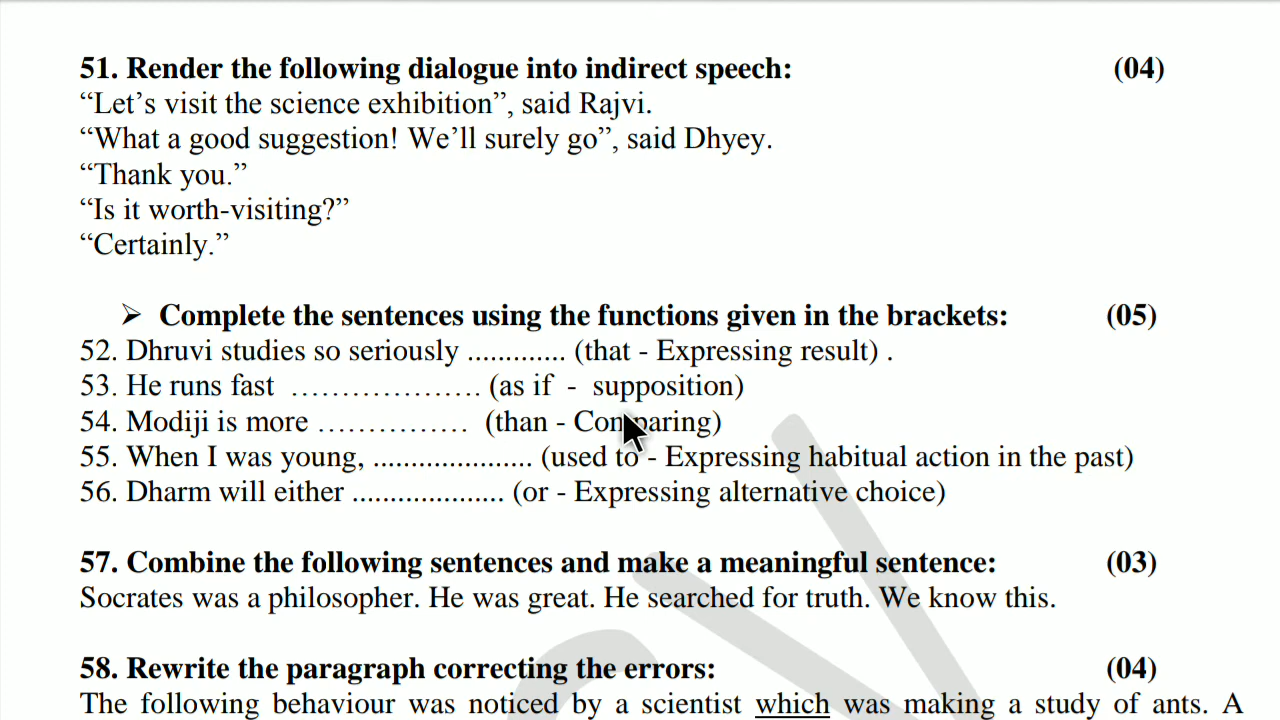 51. Render the following dialogue into indirect speech: (04)
“Let’s visit the science exhibition”, said Rajvi.
“What a good suggestion! We’ll surely go”, said Dhyey.
“Thank you.”
“Is it worth-visiting?”
“Certainly.”
➢ Complete the sentences using the functions given in the brackets: (05)
52. Dhruvi studies so seriously ............. (that - Expressing result) .
53. He runs fast ………………… (as if - supposition)
54. Modiji is more …………… (than - Comparing)
55. When I was young, ..................... (used to - Expressing habitual action in the past)
56. Dharm will either .................... (or - Expressing alternative choice)
57. Combine the following sentences and make a meaningful sentence: (03)
Socrates was a philosopher. He was great. He searched for truth. We know this.
58. Rewrite the paragraph correcting the errors: (04)
The following behaviour was noticed by a scientist which was making a study of ants. A